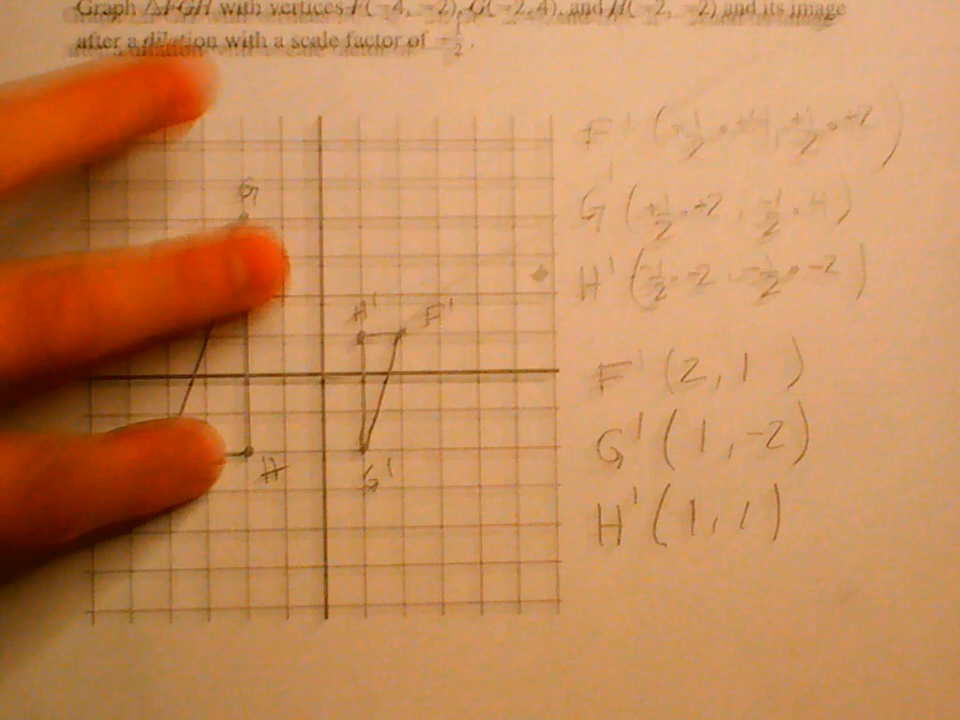 Graph △FGH with vertices F(−4, −2), G(−2, 4), and H(−2, −2) and its image
after a dilation with a scale factor of −1/2.
G
H' F'
H
G'
F' (+1/2 · +4, +1/2 · +2)
G' (+1/2 · +2, -1/2 · 4)
H' (-1/2 · -2, -1/2 · -2)
F' (2, 1)
G' (1, -2)
H' (1, 1)